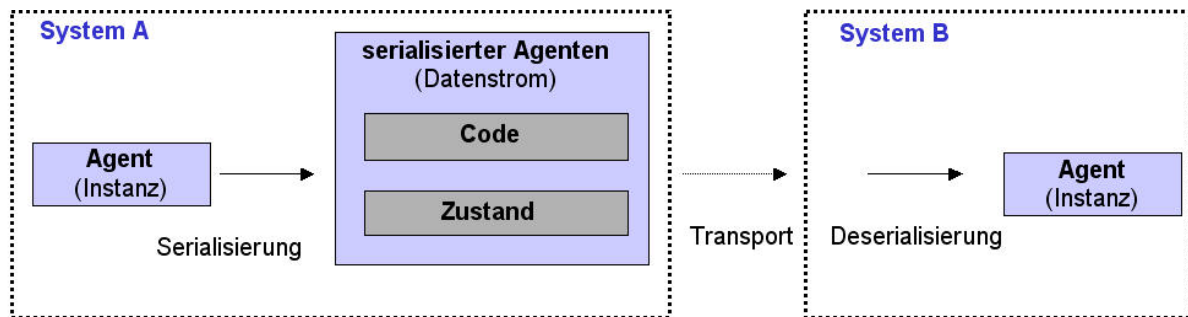 System A
serialisierter Agenten
(Datenstrom)
Code
Zustand
Agent
(Instanz)
Serialisierung
Transport
System B
Deserialisierung
Agent
(Instanz)